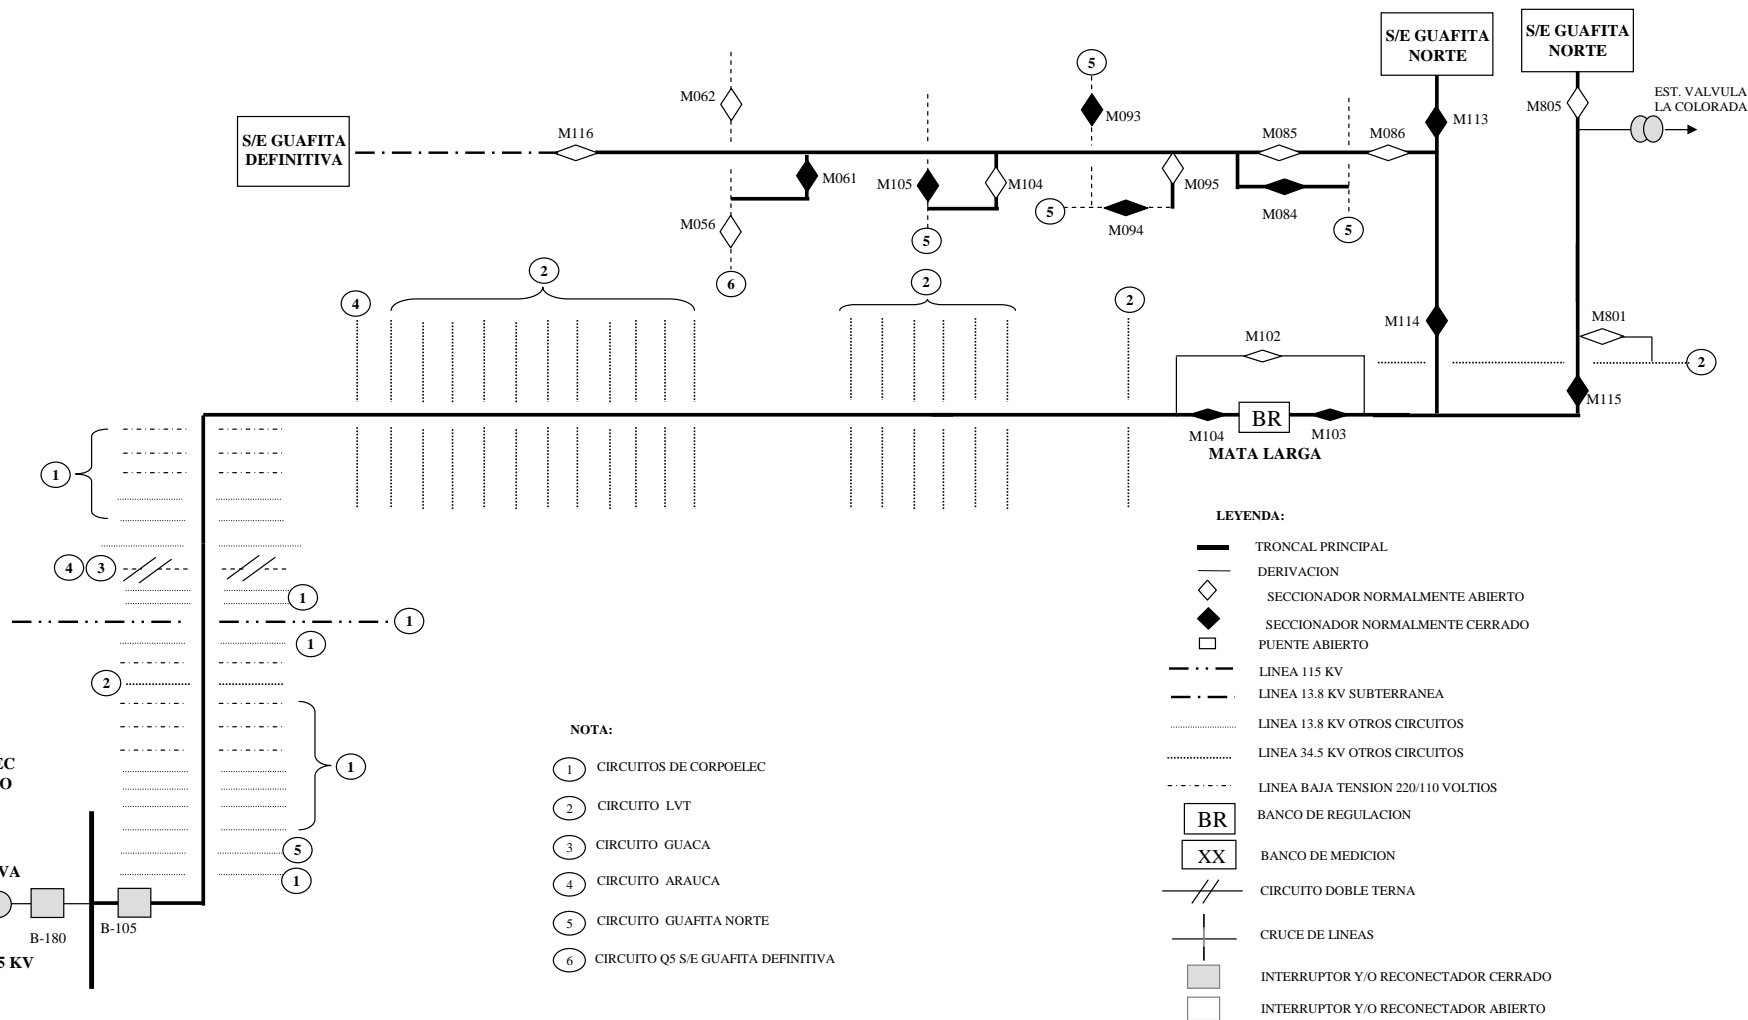 S/E GUAFITA
NORTE
S/E GUAFITA
NORTE
M062
5
M093
M113
M805
EST. VALVULA
LA COLORADA
S/E GUAFITA
DEFINITIVA
M116
M085
M086
M061
M105
M104
M095
M084
M056
5
M094
5
5
6
4
2
2
2
M114
M102
M801
2
M115
M104
BR
M103
MATA LARGA
1
4
3
1
1
1
2
1
5
1
EC
O
VA
B-180
B-105
5 KV
NOTA:
1 CIRCUITOS DE CORPOELEC
2 CIRCUITO LVT
3 CIRCUITO GUACA
4 CIRCUITO ARAUCA
5 CIRCUITO GUAFITA NORTE
6 CIRCUITO Q5 S/E GUAFITA DEFINITIVA
LEYENDA:
TRONCAL PRINCIPAL
DERIVACION
SECCIONADOR NORMALMENTE ABIERTO
SECCIONADOR NORMALMENTE CERRADO
PUENTE ABIERTO
LINEA 115 KV
LINEA 13.8 KV SUBTERRANEA
LINEA 13.8 KV OTROS CIRCUITOS
LINEA 34.5 KV OTROS CIRCUITOS
LINEA BAJA TENSION 220/110 VOLTIOS
BR BANCO DE REGULACION
XX BANCO DE MEDICION
CIRCUITO DOBLE TERNA
CRUCE DE LINEAS
INTERRUPTOR Y/O RECONECTADOR CERRADO
INTERRUPTOR Y/O RECONECTADOR ABIERTO